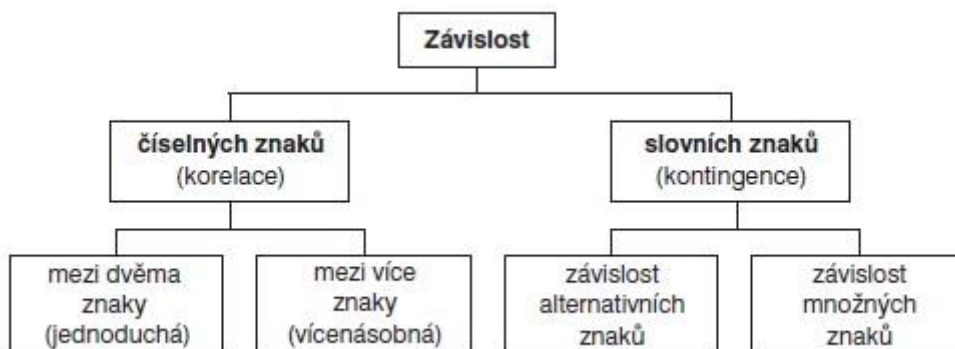 Závislost
číselných znaků
(korelace)
slovních znaků
(kontingence)
mezi dvěma
znaky
(jednoduchá)
mezi více
znaky
(vícenásobná)
závislost
alternativních
znaků
závislost
množných
znaků